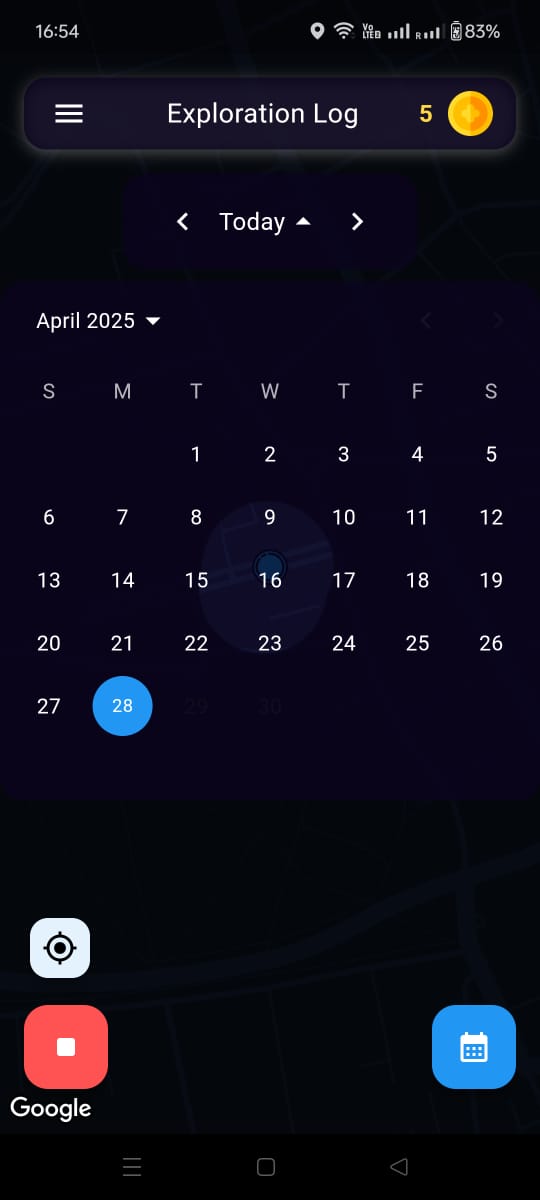 16:54 Vo LTE R 83%
Exploration Log 5
Today
April 2025
S M T W T F S
1 2 3 4 5
6 7 8 9 10 11 12
13 14 15 16 17 18 19
20 21 22 23 24 25 26
27 28 29 30
Google